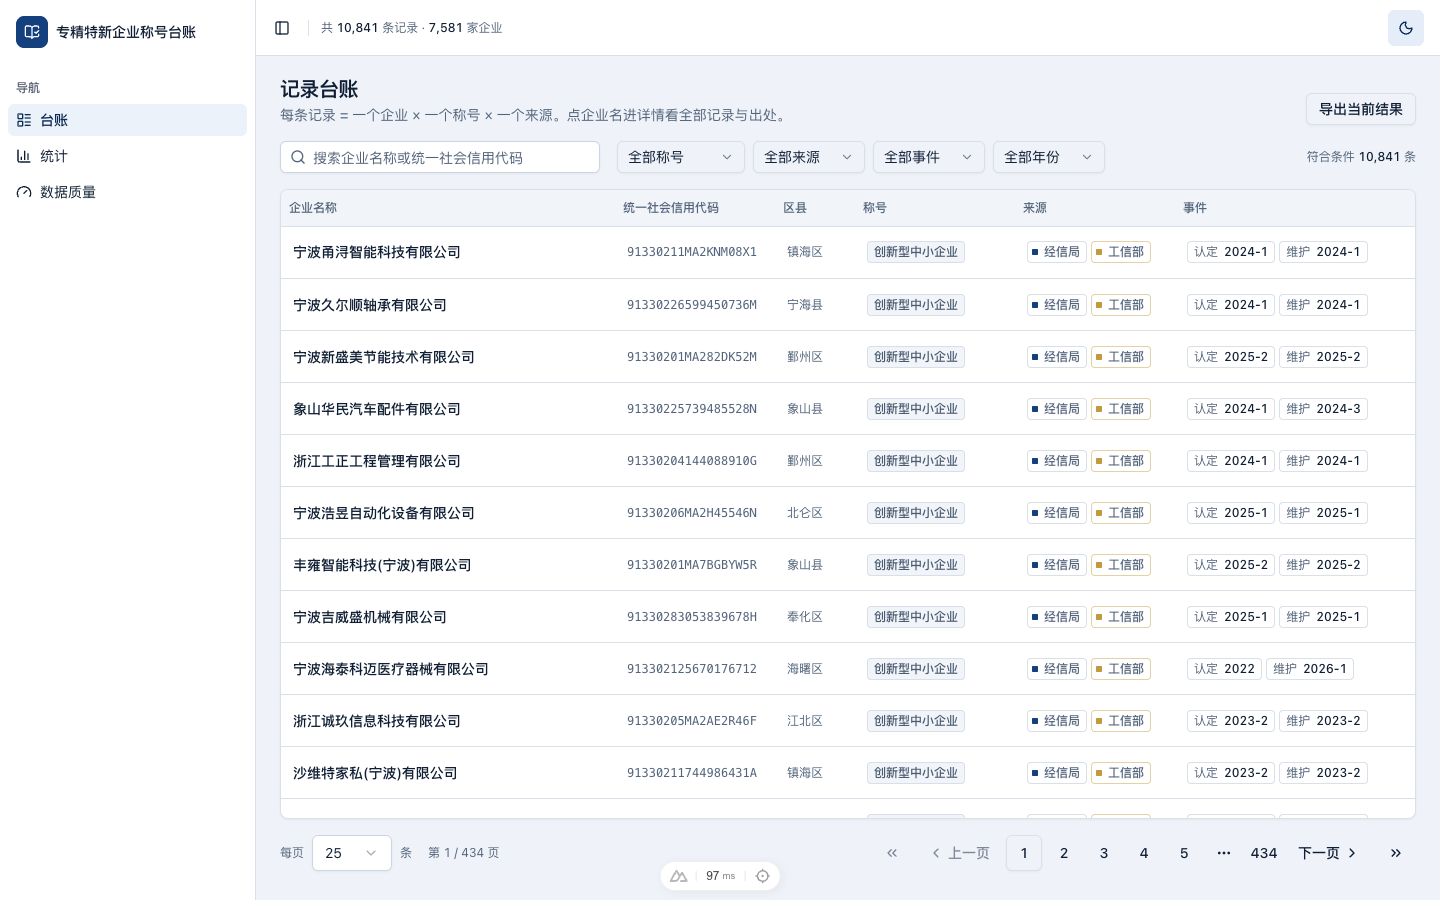 专精特新企业称号台账
共 10,841 条记录 · 7,581 家企业
导航
台账
统计
数据质量
记录台账
每条记录 = 一个企业 × 一个称号 × 一个来源。点企业名进详情看全部记录与出处。
导出当前结果
搜索企业名称或统一社会信用代码 全部称号 全部来源 全部事件 全部年份 符合条件 10,841 条
企业名称 统一社会信用代码 区县 称号 来源 事件
宁波甬浔智能科技有限公司 91330211MA2KNM08X1 镇海区 创新型中小企业 经信局 工信部 认定 2024-1 维护 2024-1
宁波久尔顺轴承有限公司 91330226599450736M 宁海县 创新型中小企业 经信局 工信部 认定 2024-1 维护 2024-1
宁波新盛美节能技术有限公司 91330201MA282DK52M 鄞州区 创新型中小企业 经信局 工信部 认定 2025-2 维护 2025-2
象山华民汽车配件有限公司 91330225739485528N 象山县 创新型中小企业 经信局 工信部 认定 2024-1 维护 2024-3
浙江工正工程管理有限公司 91330204144088910G 鄞州区 创新型中小企业 经信局 工信部 认定 2024-1 维护 2024-1
宁波浩昱自动化设备有限公司 91330206MA2H45546N 北仑区 创新型中小企业 经信局 工信部 认定 2025-1 维护 2025-1
丰雍智能科技(宁波)有限公司 91330201MA7BGBYW5R 象山县 创新型中小企业 经信局 工信部 认定 2025-2 维护 2025-2
宁波吉威盛机械有限公司 91330283053839678H 奉化区 创新型中小企业 经信局 工信部 认定 2025-1 维护 2025-1
宁波海泰科迈医疗器械有限公司 913302125670176712 海曙区 创新型中小企业 经信局 工信部 认定 2022 维护 2026-1
浙江诚玖信息科技有限公司 91330205MA2AE2R46F 江北区 创新型中小企业 经信局 工信部 认定 2023-2 维护 2023-2
沙维特家私(宁波)有限公司 91330211744986431A 镇海区 创新型中小企业 经信局 工信部 认定 2023-2 维护 2023-2
每页 25 条 第 1 / 434 页 上一页 1 2 3 4 5 ··· 434 下一页
97 ms